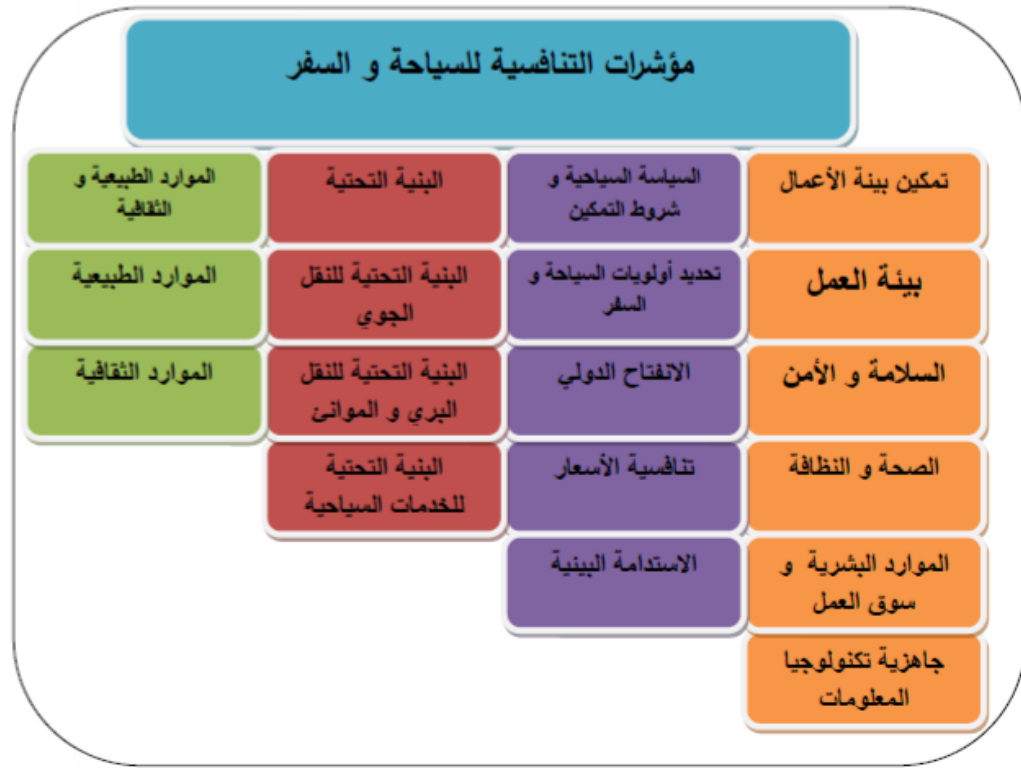 مؤشرات التنافسية للسياحة و السفر
تمكين بيئة الأعمال
بيئة العمل
السلامة و الأمن
الصحة و النظافة
الموارد البشرية و
سوق العمل
جاهزية تكنولوجيا
المعلومات
السياسة السياحية و
شروط التمكين
تحديد أولويات السياحة و
السفر
الانفتاح الدولي
تنافسية الأسعار
الاستدامة البيئية
البنية التحتية
البنية التحتية للنقل
الجوي
البنية التحتية للنقل
البري و الموانئ
البنية التحتية
للخدمات السياحية
الموارد الطبيعية و
الثقافية
الموارد الطبيعية
الموارد الثقافية